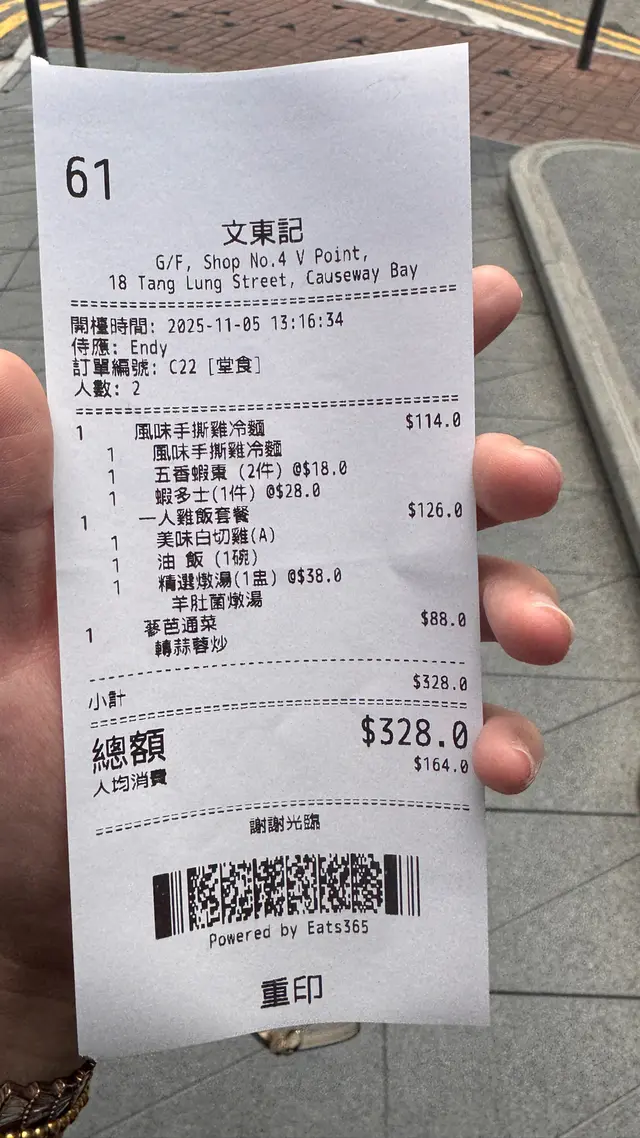 61
文東記
G/F, Shop No.4 V Point,
18 Tang Lung Street, Causeway Bay
開檯時間: 2025-11-05 13:16:34
侍應: Endy
訂單編號: C22 [堂食]
人數: 2
1 風味手撕雞冷麵 $114.0
1 風味手撕雞冷麵
1 五香蝦棗 (2件) @$18.0
1 蝦多士(1件) @$28.0
1 一人雞飯套餐 $126.0
1 美味白切雞(A)
1 油 飯 (1碗)
1 精選燉湯(1盅) @$38.0
羊肚菌燉湯
1 蔘芭通菜 $88.0
轉蒜蓉炒
小計 $328.0
總額 $328.0
人均消費 $164.0
謝謝光臨
Powered by Eats365
重印